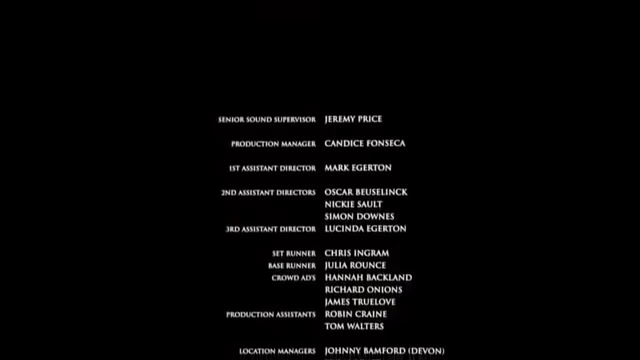 SENIOR SOUND SUPERVISOR JEREMY PRICE
PRODUCTION MANAGER CANDICE FONSECA
1ST ASSISTANT DIRECTOR MARK EGERTON
2ND ASSISTANT DIRECTORS OSCAR BEUSELINCK
NICKIE SAULT
SIMON DOWNES
3RD ASSISTANT DIRECTOR LUCINDA EGERTON
SET RUNNER CHRIS INGRAM
BASE RUNNER JULIA ROUNCE
CROWD AD'S HANNAH BACKLAND
RICHARD ONIONS
JAMES TRUELOVE
PRODUCTION ASSISTANTS ROBIN CRAINE
TOM WALTERS
LOCATION MANAGERS JOHNNY BAMFORD (DEVON)